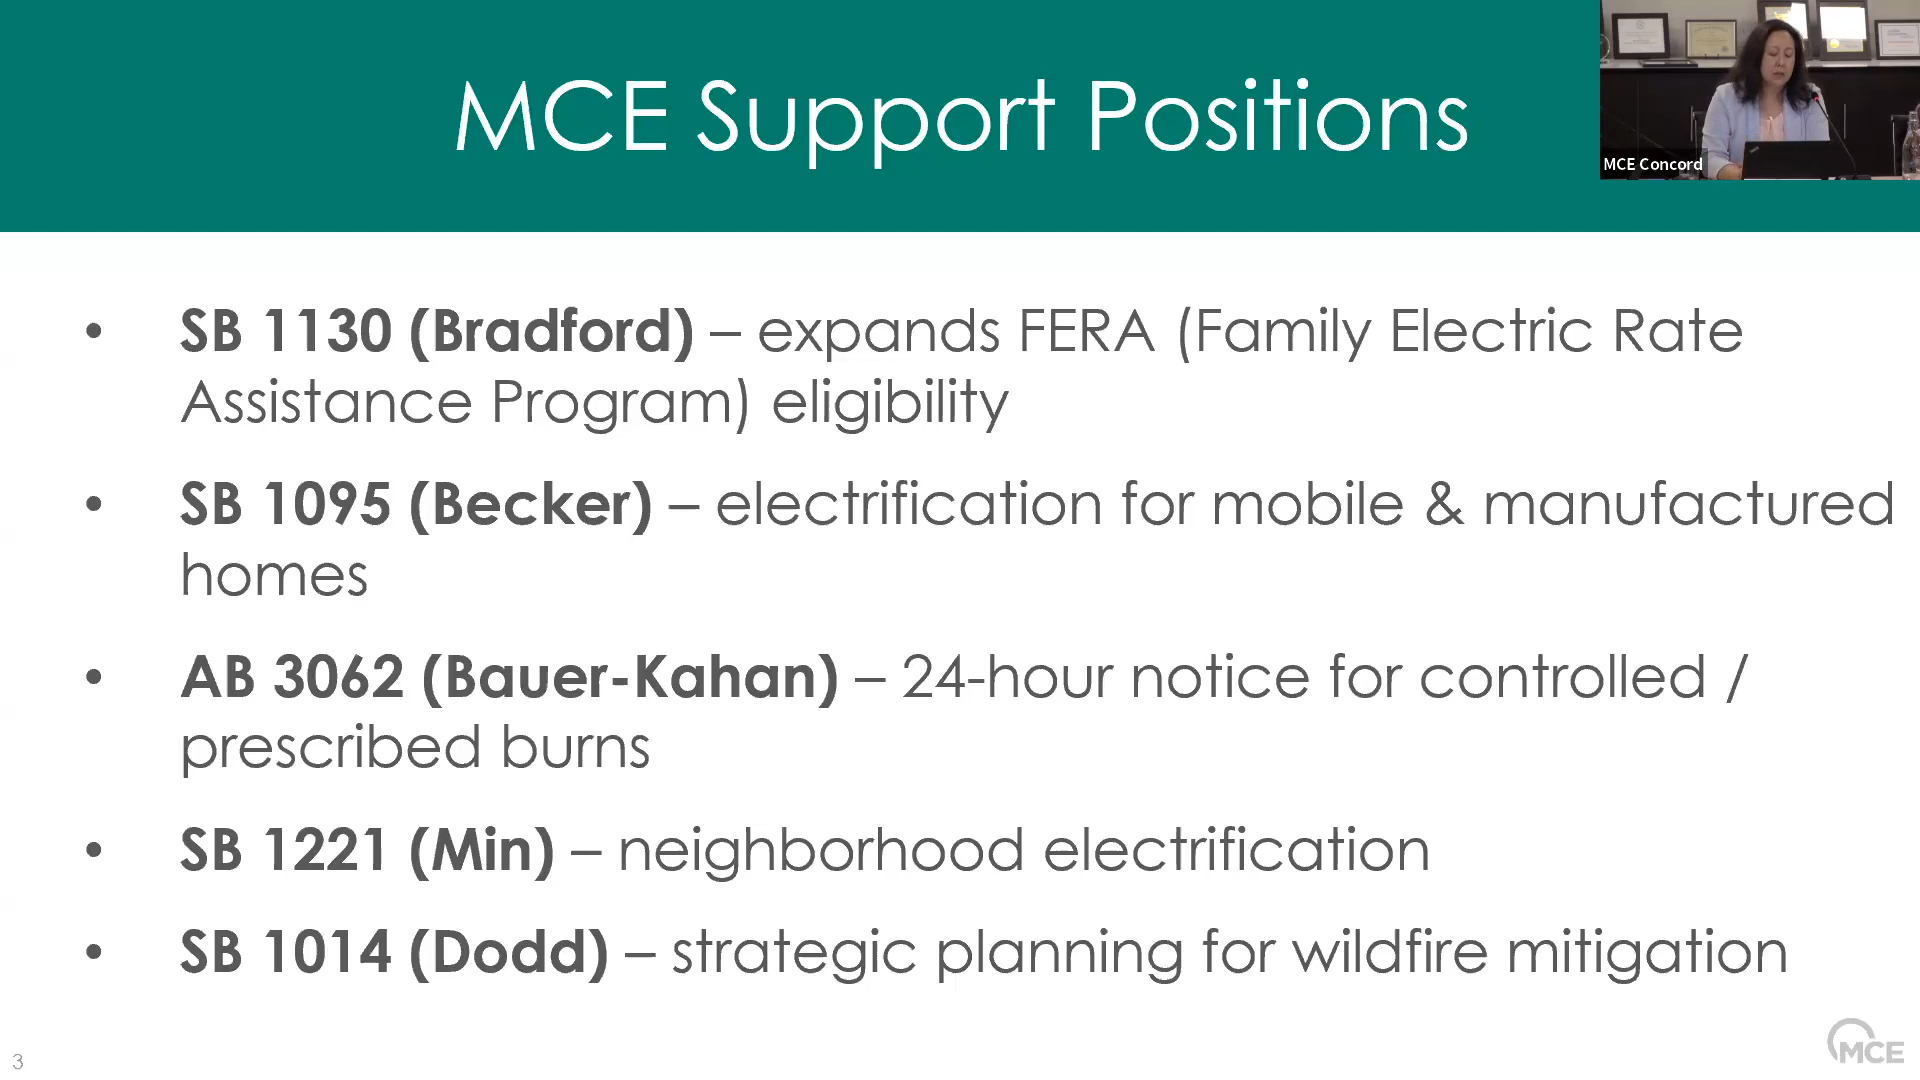 MCE Support Positions
MCE Concord
• SB 1130 (Bradford) – expands FERA (Family Electric Rate
Assistance Program) eligibility
• SB 1095 (Becker) – electrification for mobile & manufactured
homes
• AB 3062 (Bauer-Kahan) – 24-hour notice for controlled /
prescribed burns
• SB 1221 (Min) – neighborhood electrification
• SB 1014 (Dodd) – strategic planning for wildfire mitigation
3
MCE